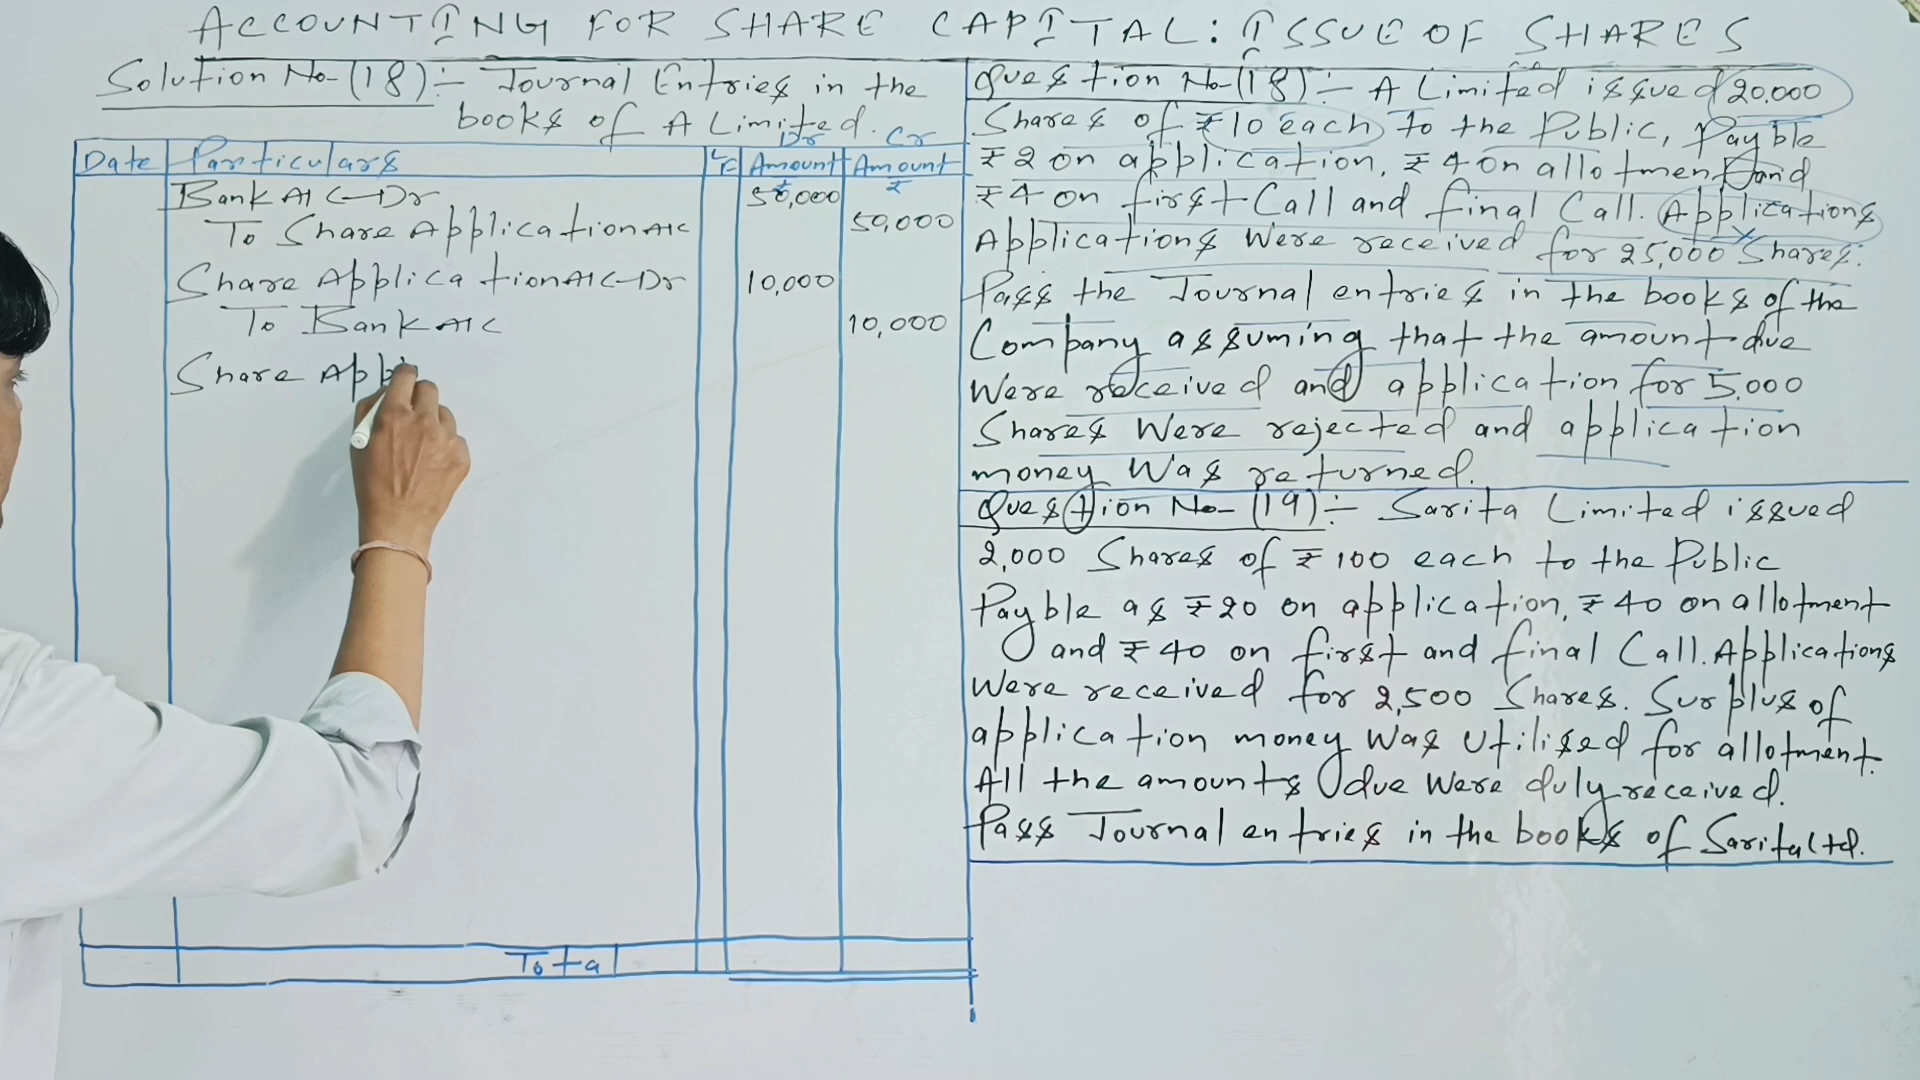 ACCOUNTING FOR SHARE CAPITAL: ISSUE OF SHARES
Solution No-(18):- Journal Entries in the
books of A Limited.
Dr Cr
Date Particulars LF Amount ₹ Amount ₹
Bank A/C-Dr 50,000
To Share Application A/C 50,000
Share Application A/C-Dr 10,000
To Bank A/C 10,000
Share App
Total
Question No-(18):- A Limited issued 20,000
Shares of ₹10 each to the Public, Payble
₹2 on application, ₹4 on allotment and
₹4 on first Call and final Call. Applications
Applications Were received for 25,000 Shares.
Pass the Journal entries in the books of the
Company assuming that the amount due
Were received and application for 5,000
Shares Were rejected and application
money Was returned.
Question No- (19):- Sarita Limited issued
2,000 Shares of ₹100 each to the Public
Payble as ₹20 on application, ₹40 on allotment
and ₹40 on first and final Call. Applications
Were received for 2,500 Shares. Surplus of
application money Was Utilised for allotment.
All the amounts due Were duly received.
Pass Journal entries in the books of Sarita Ltd.